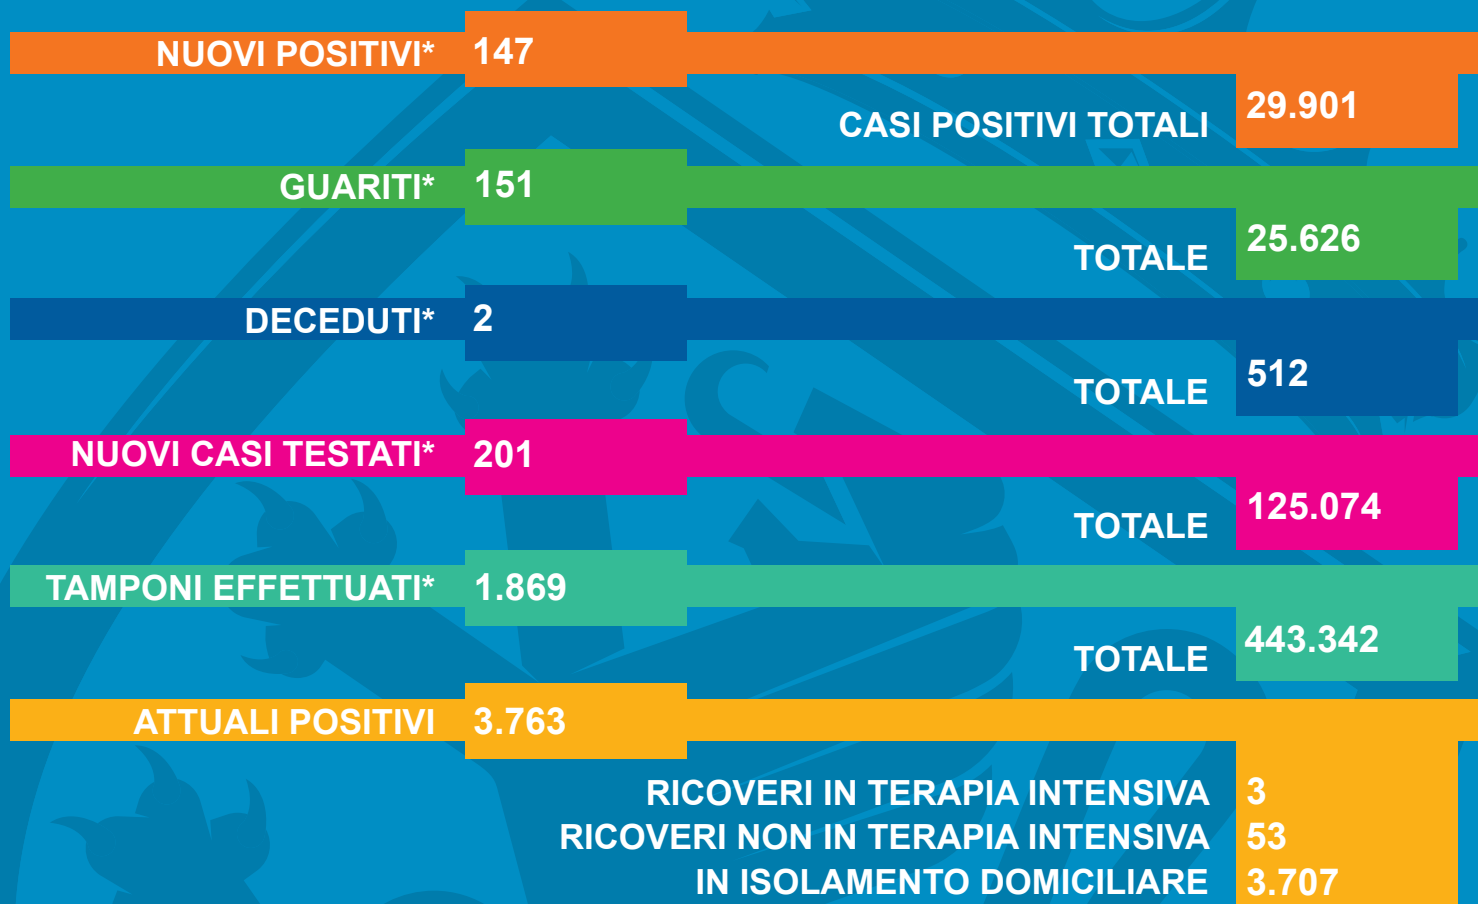 NUOVI POSITIVI* 147
CASI POSITIVI TOTALI 29.901
GUARITI* 151
TOTALE 25.626
DECEDUTI* 2
TOTALE 512
NUOVI CASI TESTATI* 201
TOTALE 125.074
TAMPONI EFFETTUATI* 1.869
TOTALE 443.342
ATTUALI POSITIVI 3.763
RICOVERI IN TERAPIA INTENSIVA 3
RICOVERI NON IN TERAPIA INTENSIVA 53
IN ISOLAMENTO DOMICILIARE 3.707